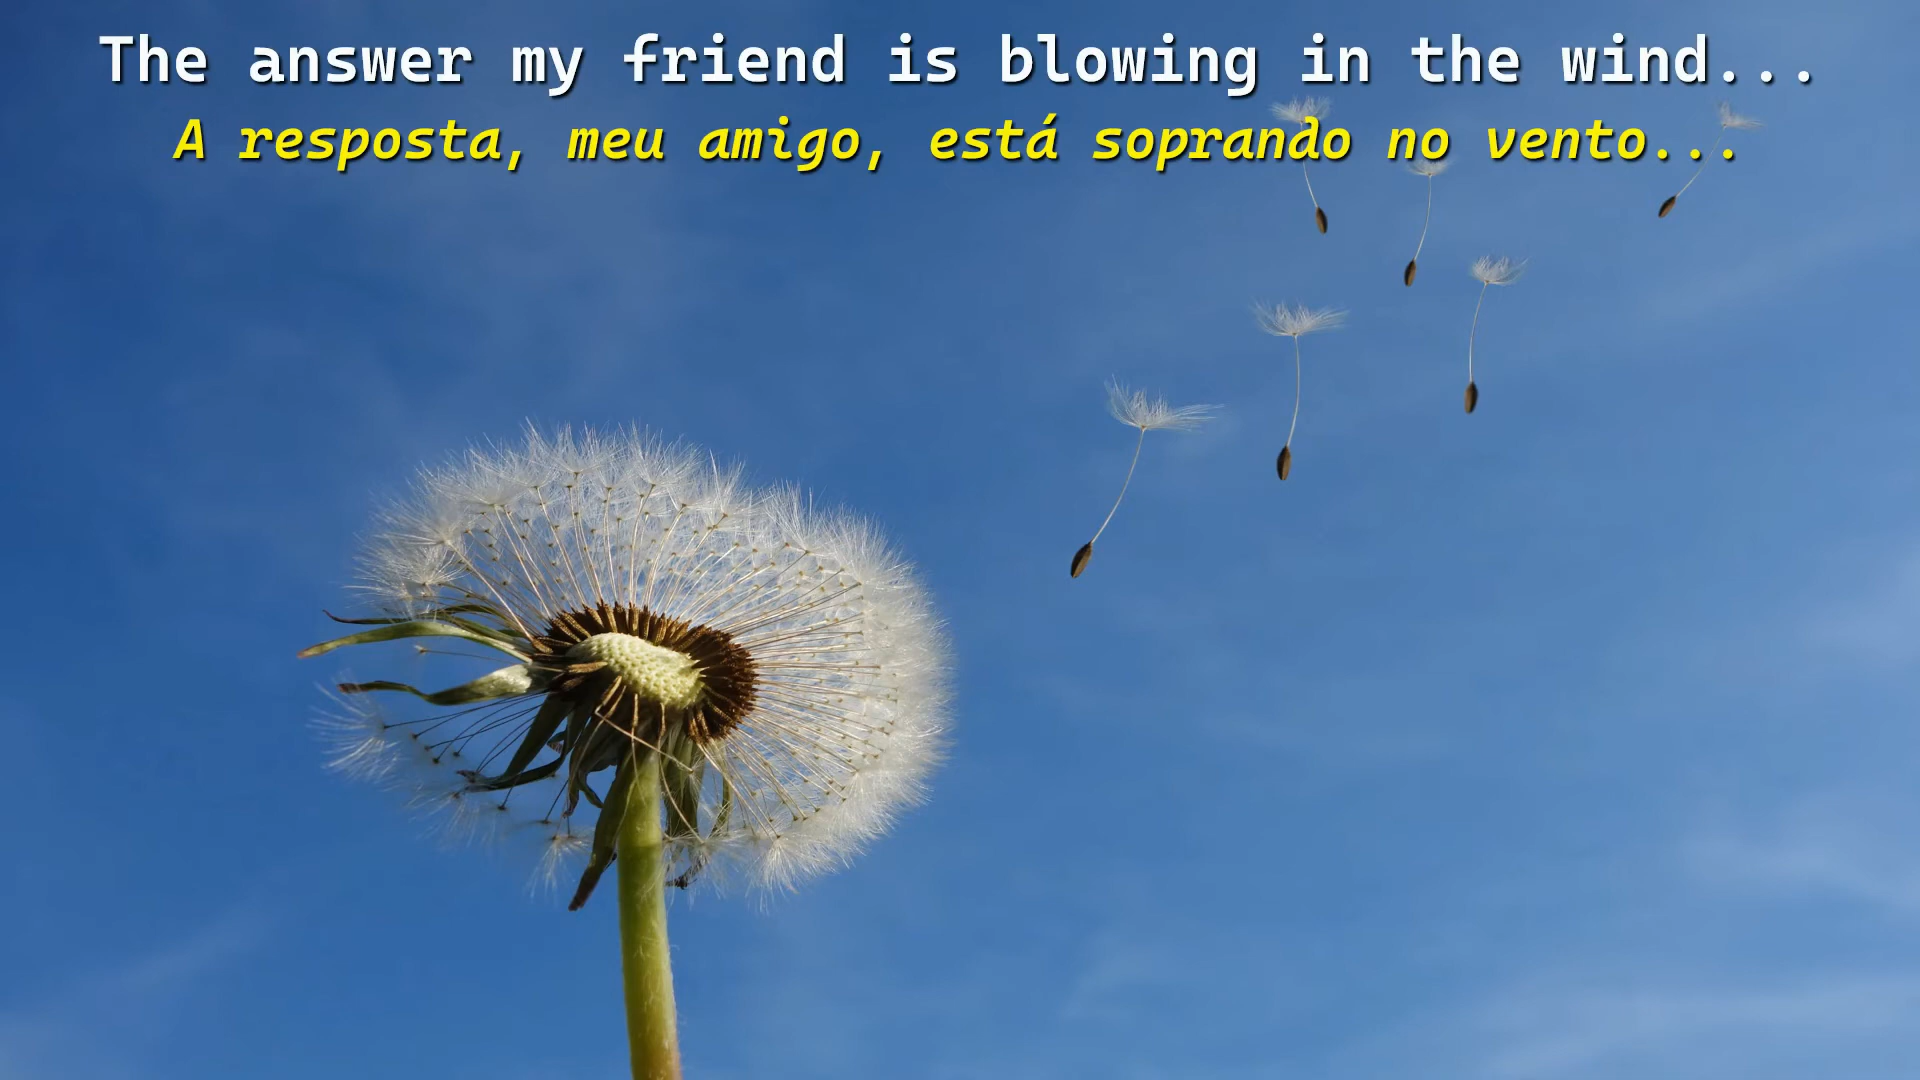 The answer my friend is blowing in the wind...
A resposta, meu amigo, está soprando no vento...